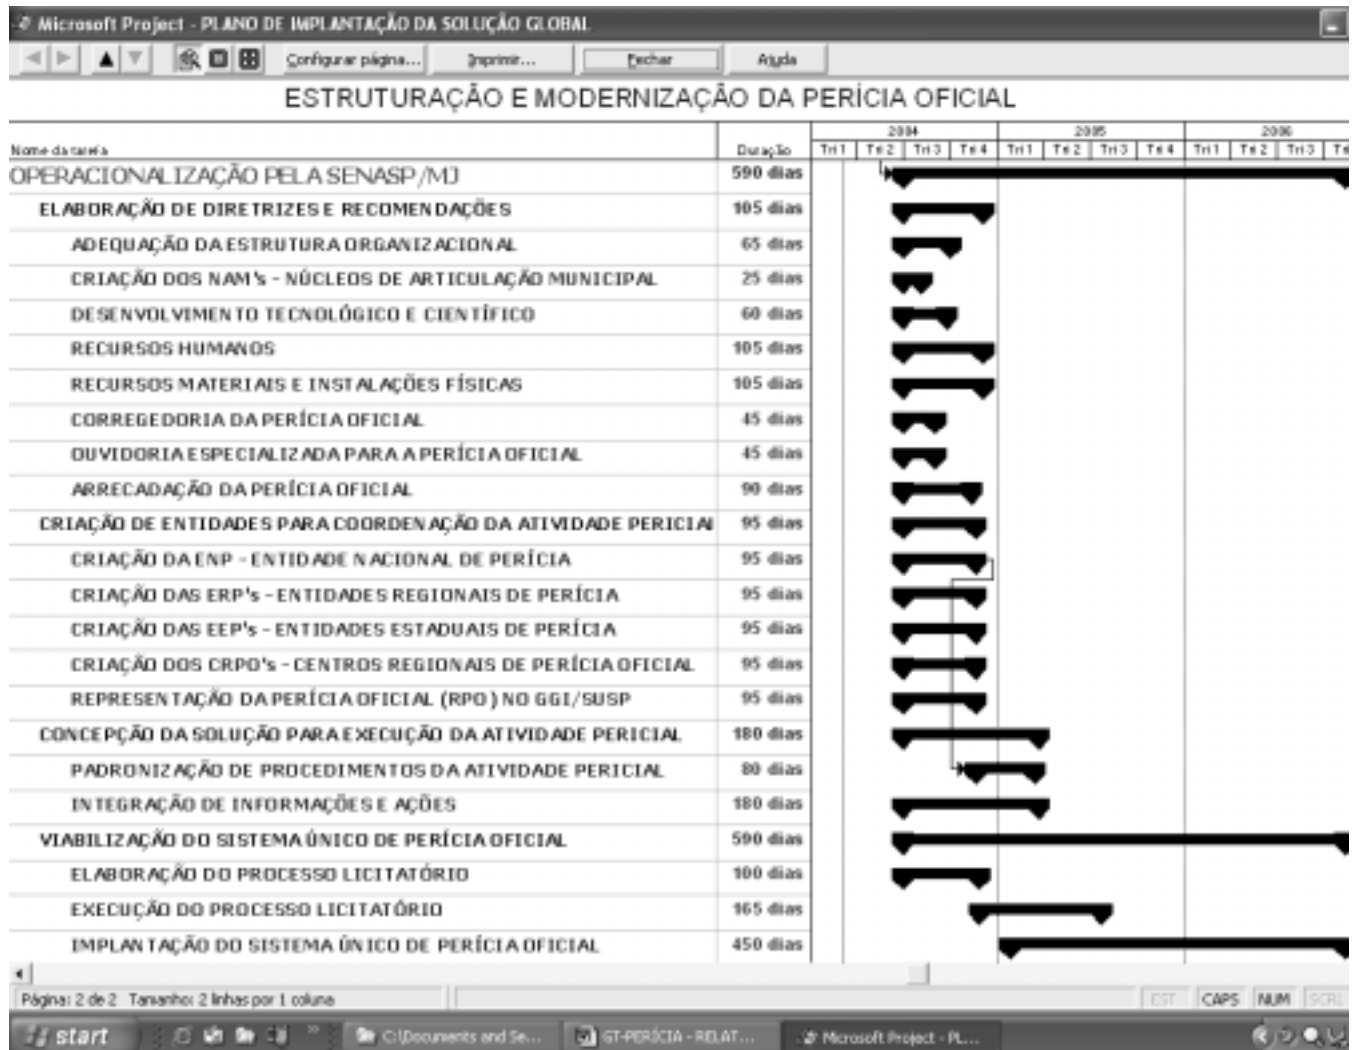 Microsoft Project - PLANO DE IMPLANTAÇÃO DA SOLUÇÃO GLOBAL
Configurar página... Imprimir... Fechar Ajuda
ESTRUTURAÇÃO E MODERNIZAÇÃO DA PERÍCIA OFICIAL
2004 2005 2006
Nome da tarefa Duração Tri 1 Tri 2 Tri 3 Tri 4 Tri 1 Tri 2 Tri 3 Tri 4 Tri 1 Tri 2 Tri 3 Tri
OPERACIONALIZAÇÃO PELA SENASP/MJ 590 dias
ELABORAÇÃO DE DIRETRIZES E RECOMENDAÇÕES 105 dias
ADEQUAÇÃO DA ESTRUTURA ORGANIZACIONAL 65 dias
CRIAÇÃO DOS NAM's - NÚCLEOS DE ARTICULAÇÃO MUNICIPAL 25 dias
DESENVOLVIMENTO TECNOLÓGICO E CIENTÍFICO 60 dias
RECURSOS HUMANOS 105 dias
RECURSOS MATERIAIS E INSTALAÇÕES FÍSICAS 105 dias
CORREGEDORIA DA PERÍCIA OFICIAL 45 dias
OUVIDORIA ESPECIALIZADA PARA A PERÍCIA OFICIAL 45 dias
ARRECADAÇÃO DA PERÍCIA OFICIAL 90 dias
CRIAÇÃO DE ENTIDADES PARA COORDENAÇÃO DA ATIVIDADE PERICIAL 95 dias
CRIAÇÃO DA ENP - ENTIDADE NACIONAL DE PERÍCIA 95 dias
CRIAÇÃO DAS ERP's - ENTIDADES REGIONAIS DE PERÍCIA 95 dias
CRIAÇÃO DAS EEP's - ENTIDADES ESTADUAIS DE PERÍCIA 95 dias
CRIAÇÃO DOS CRPO's - CENTROS REGIONAIS DE PERÍCIA OFICIAL 95 dias
REPRESENTAÇÃO DA PERÍCIA OFICIAL (RPO) NO GGI/SUSP 95 dias
CONCEPÇÃO DA SOLUÇÃO PARA EXECUÇÃO DA ATIVIDADE PERICIAL 180 dias
PADRONIZAÇÃO DE PROCEDIMENTOS DA ATIVIDADE PERICIAL 80 dias
INTEGRAÇÃO DE INFORMAÇÕES E AÇÕES 180 dias
VIABILIZAÇÃO DO SISTEMA ÚNICO DE PERÍCIA OFICIAL 590 dias
ELABORAÇÃO DO PROCESSO LICITATÓRIO 100 dias
EXECUÇÃO DO PROCESSO LICITATÓRIO 165 dias
IMPLANTAÇÃO DO SISTEMA ÚNICO DE PERÍCIA OFICIAL 450 dias
Página: 2 de 2 Tamanho: 2 linhas por 1 coluna EST CAPS NUM SCRL
start C:\Documents and Se... GT-PERÍCIA - RELAT... Microsoft Project - PL...